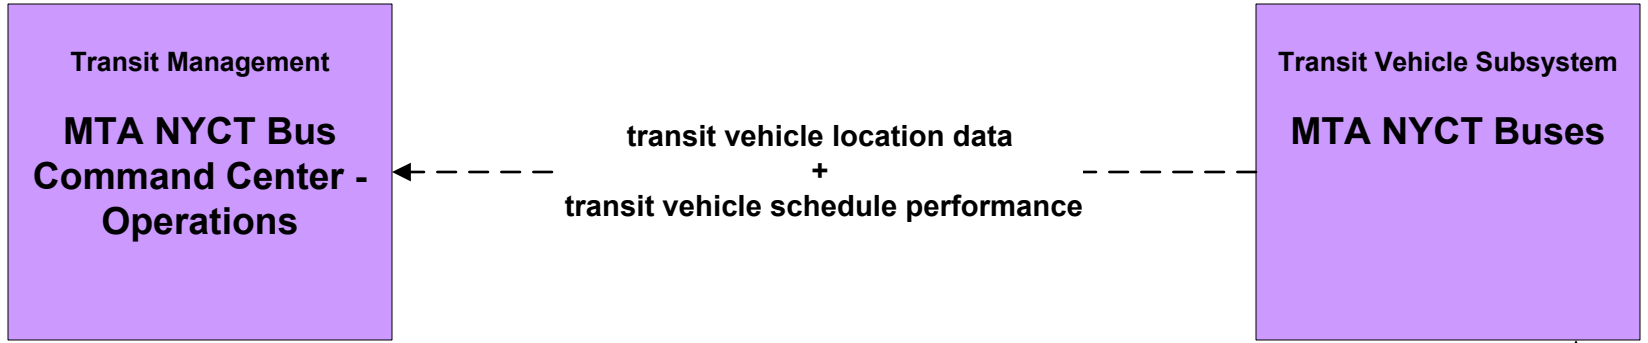 Transit Management
MTA NYCT Bus
Command Center -
Operations
transit vehicle location data
+
transit vehicle schedule performance
Transit Vehicle Subsystem
MTA NYCT Buses